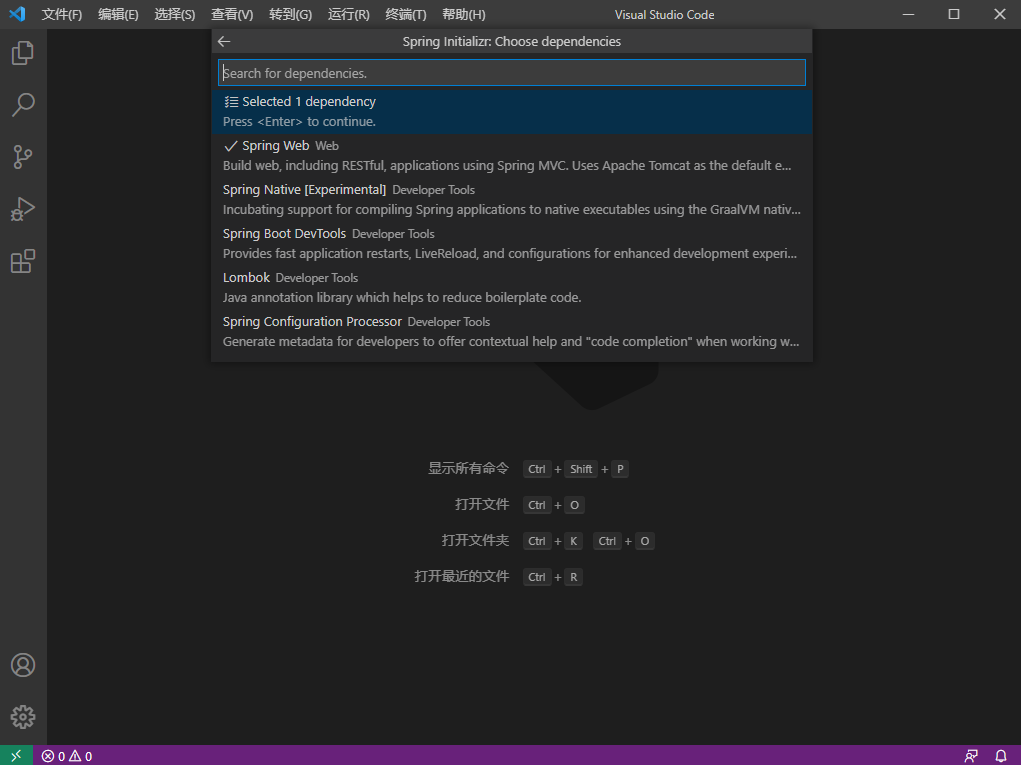 文件(F) 编辑(E) 选择(S) 查看(V) 转到(G) 运行(R) 终端(T) 帮助(H) Visual Studio Code
Spring Initializr: Choose dependencies
Search for dependencies.
Selected 1 dependency
Press <Enter> to continue.
Spring Web Web
Build web, including RESTful, applications using Spring MVC. Uses Apache Tomcat as the default e...
Spring Native [Experimental] Developer Tools
Incubating support for compiling Spring applications to native executables using the GraalVM nativ...
Spring Boot DevTools Developer Tools
Provides fast application restarts, LiveReload, and configurations for enhanced development experi...
Lombok Developer Tools
Java annotation library which helps to reduce boilerplate code.
Spring Configuration Processor Developer Tools
Generate metadata for developers to offer contextual help and "code completion" when working w...
显示所有命令 Ctrl + Shift + P
打开文件 Ctrl + O
打开文件夹 Ctrl + K Ctrl + O
打开最近的文件 Ctrl + R
0 0